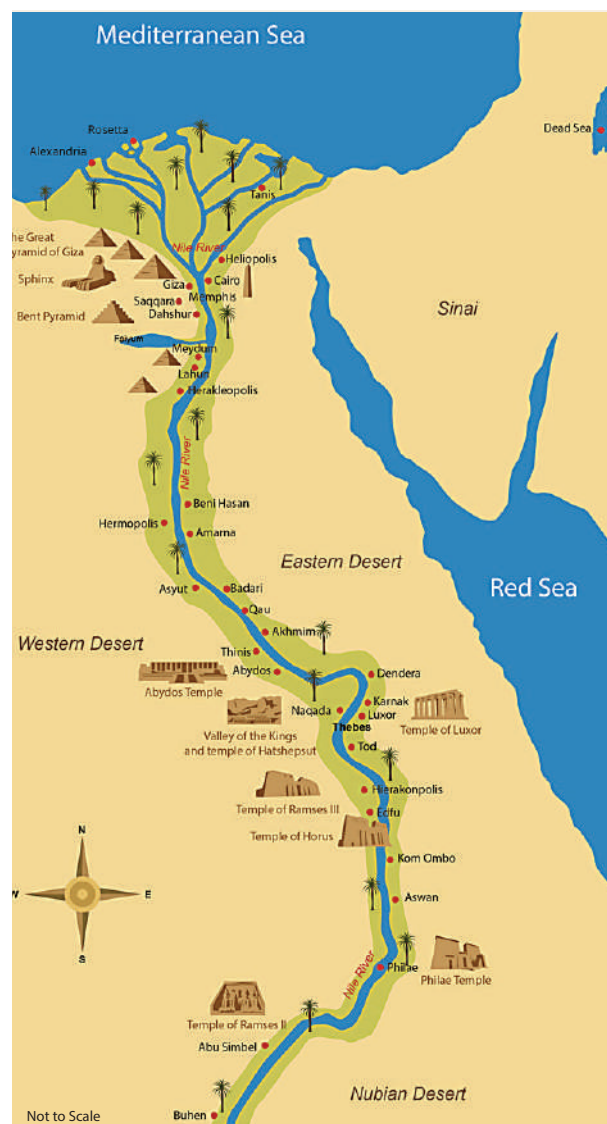 Mediterranean Sea
Rosetta
Dead Sea
Alexandria
Tanis
Nile River
he Great
yramid of Giza
Heliopolis
Sphinx
Giza
Cairo
Memphis
Saqqara
Sinai
Bent Pyramid
Dahshur
Faiyum
Meydum
Lahun
Herakleopolis
Nile River
Beni Hasan
Hermopolis
Amarna
Eastern Desert
Red Sea
Asyut
Badari
Qau
Akhmim
Western Desert
Thinis
Abydos
Dendera
Abydos Temple
Karnak
Naqada
Luxor
Thebes
Valley of the Kings
and temple of Hatshepsut
Temple of Luxor
Tod
Hierakonpolis
Temple of Ramses III
Edfu
Temple of Horus
N
Kom Ombo
W
E
Aswan
S
Philae
Nile River
Philae Temple
Temple of Ramses II
Abu Simbel
Nubian Desert
Buhen
Not to Scale